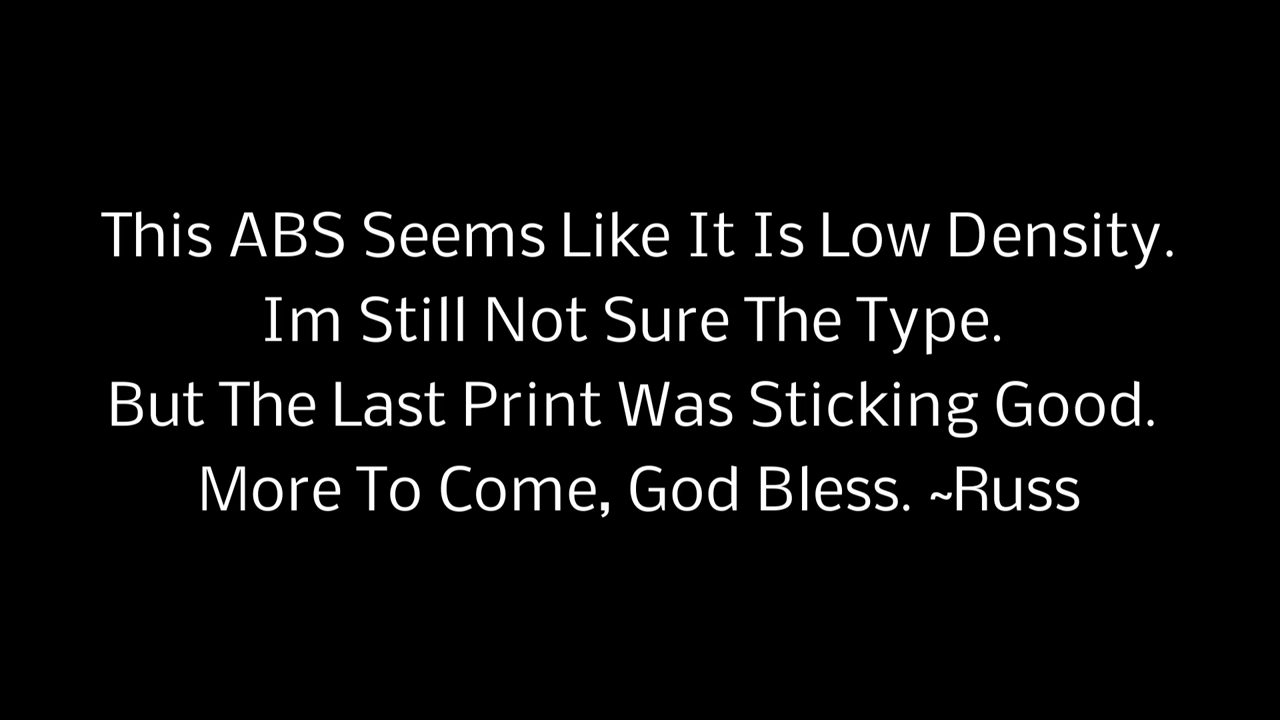 This ABS Seems Like It Is Low Density.
Im Still Not Sure The Type.
But The Last Print Was Sticking Good.
More To Come, God Bless. ~Russ